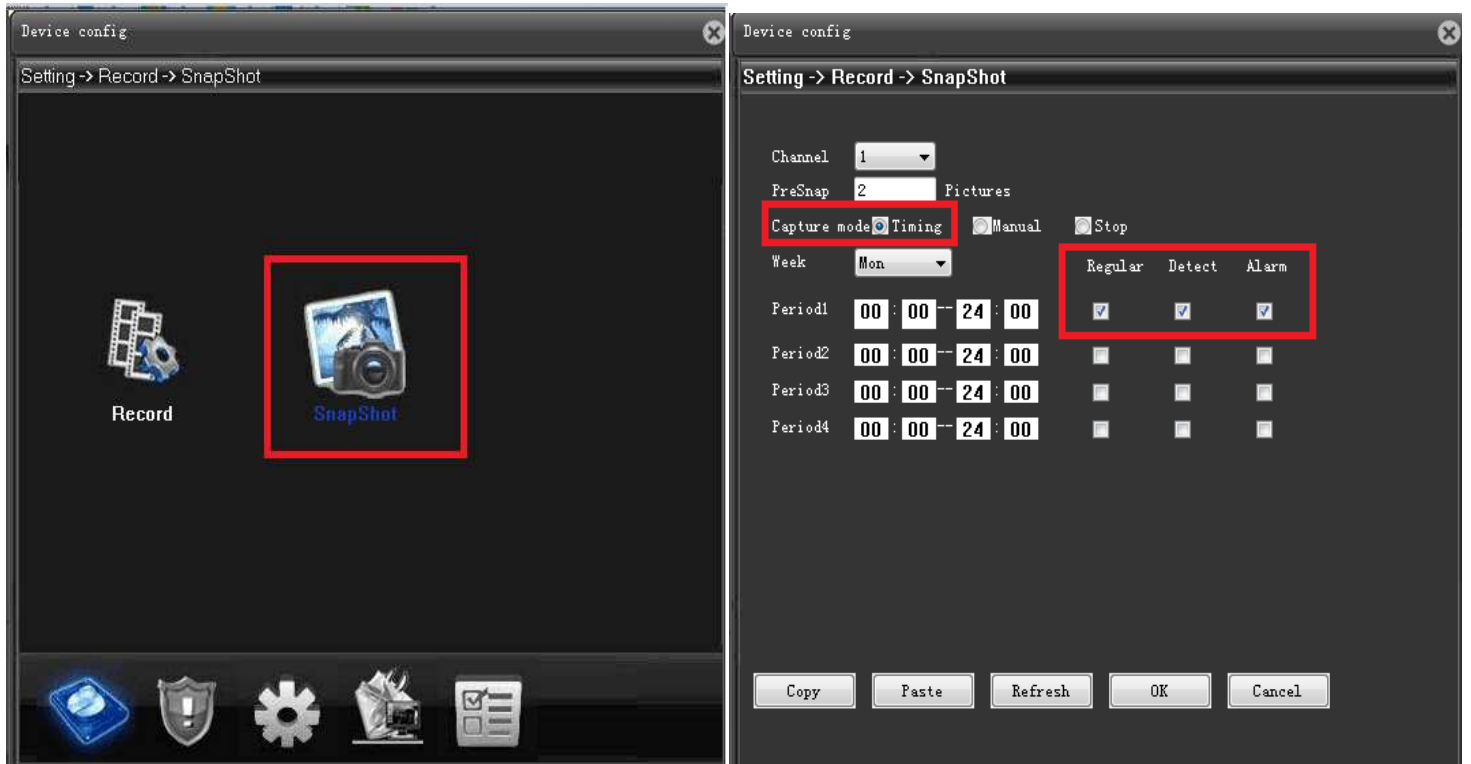 Device config
Setting -> Record -> SnapShot
Record
SnapShot
Device config
Setting -> Record -> SnapShot
Channel 1
PreSnap 2 Pictures
Capture mode Timing Manual Stop
Week Mon Regular Detect Alarm
Period1 00 : 00 -- 24 : 00
Period2 00 : 00 -- 24 : 00
Period3 00 : 00 -- 24 : 00
Period4 00 : 00 -- 24 : 00
Copy Paste Refresh OK Cancel